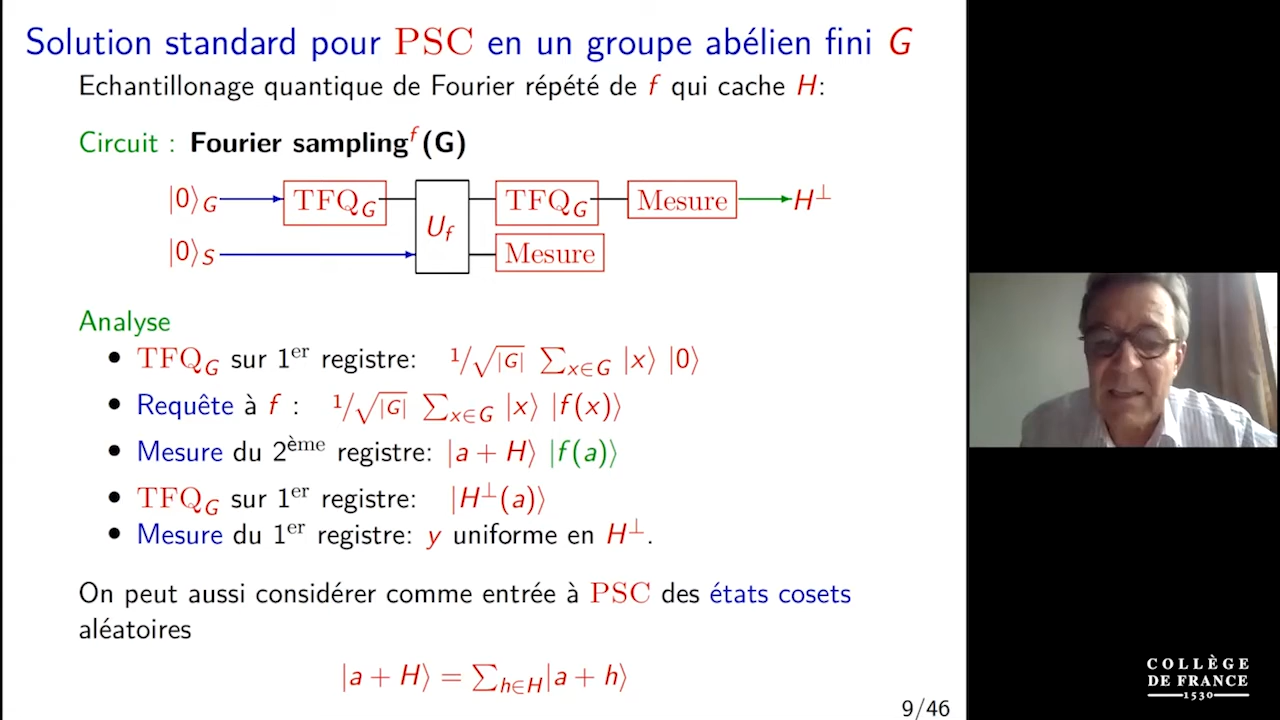 Solution standard pour PSC en un groupe abélien fini G
Echantillonage quantique de Fourier répété de f qui cache H:
Circuit : Fourier sampling^f (G)
|0⟩_G TFQ_G U_f TFQ_G Mesure H^⊥
|0⟩_S Mesure
Analyse
• TFQ_G sur 1^er registre: 1/√|G| ∑_{x∈G} |x⟩ |0⟩
• Requête à f : 1/√|G| ∑_{x∈G} |x⟩ |f(x)⟩
• Mesure du 2^ème registre: |a + H⟩ |f(a)⟩
• TFQ_G sur 1^er registre: |H^⊥(a)⟩
• Mesure du 1^er registre: y uniforme en H^⊥.
On peut aussi considérer comme entrée à PSC des états cosets
aléatoires
|a + H⟩ = ∑_{h∈H}|a + h⟩
9/46
COLLÈGE
DE FRANCE
1530